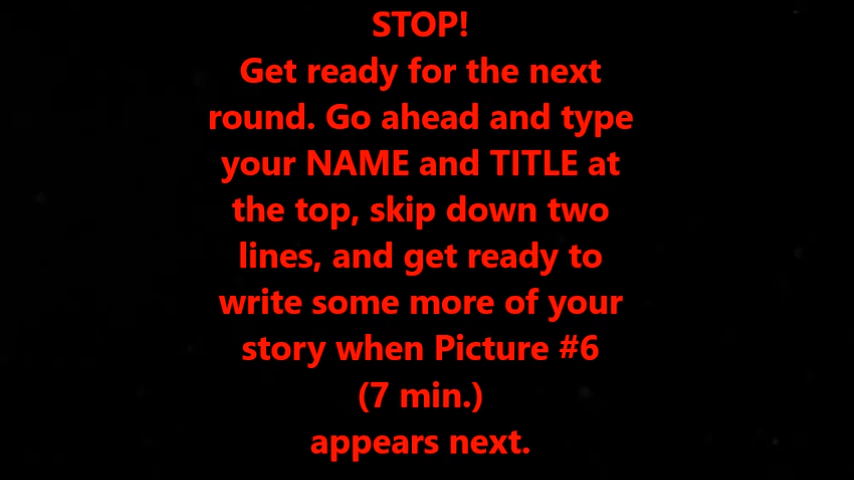 STOP!
Get ready for the next
round. Go ahead and type
your NAME and TITLE at
the top, skip down two
lines, and get ready to
write some more of your
story when Picture #6
(7 min.)
appears next.